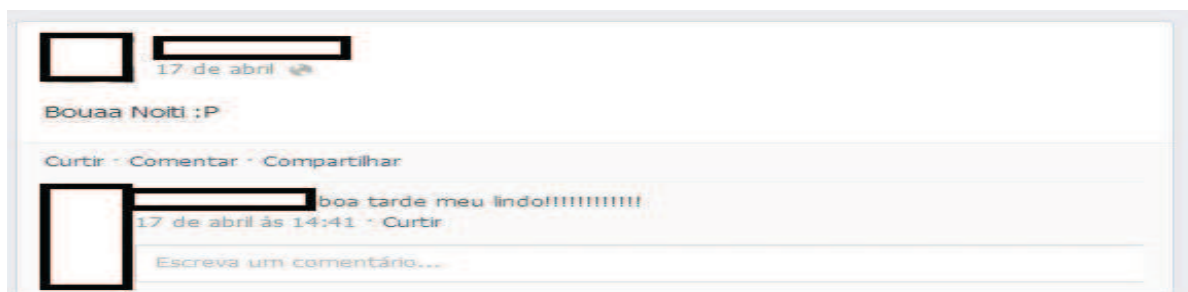 17 de abril
Bouaa Noiti :P
Curtir · Comentar · Compartilhar
boa tarde meu lindo!!!!!!!!!!!!
17 de abril às 14:41 · Curtir
Escreva um comentário...